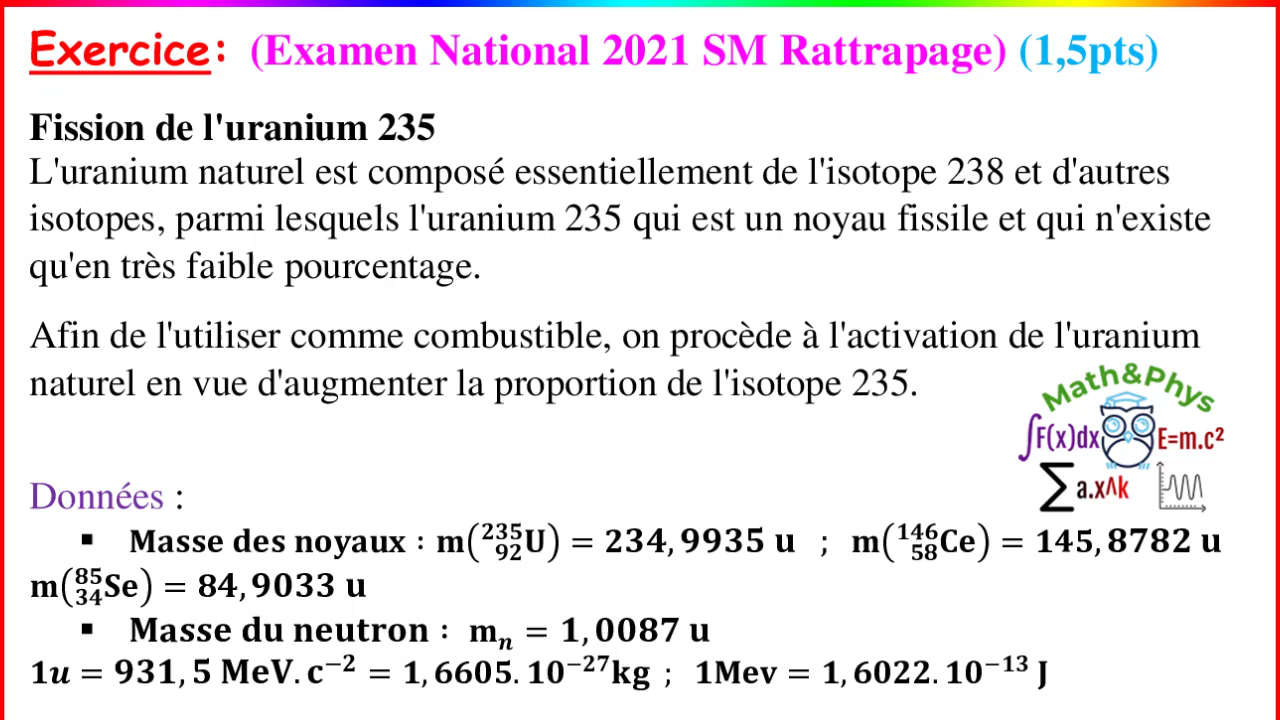 Exercice: (Examen National 2021 SM Rattrapage) (1,5pts)
Fission de l'uranium 235
L'uranium naturel est composé essentiellement de l'isotope 238 et d'autres
isotopes, parmi lesquels l'uranium 235 qui est un noyau fissile et qui n'existe
qu'en très faible pourcentage.
Afin de l'utiliser comme combustible, on procède à l'activation de l'uranium
naturel en vue d'augmenter la proportion de l'isotope 235.
Math&Phys
∫F(x)dx E=m.c²
∑ a.x∧k
Données :
▪ Masse des noyaux : m(²³⁵₉₂U) = 234,9935 u ; m(¹⁴⁶₅₈Ce) = 145,8782 u
m(⁸⁵₃₄Se) = 84,9033 u
▪ Masse du neutron : mₙ = 1,0087 u
1u = 931,5 MeV.c⁻² = 1,6605.10⁻²⁷kg ; 1Mev = 1,6022.10⁻¹³ J